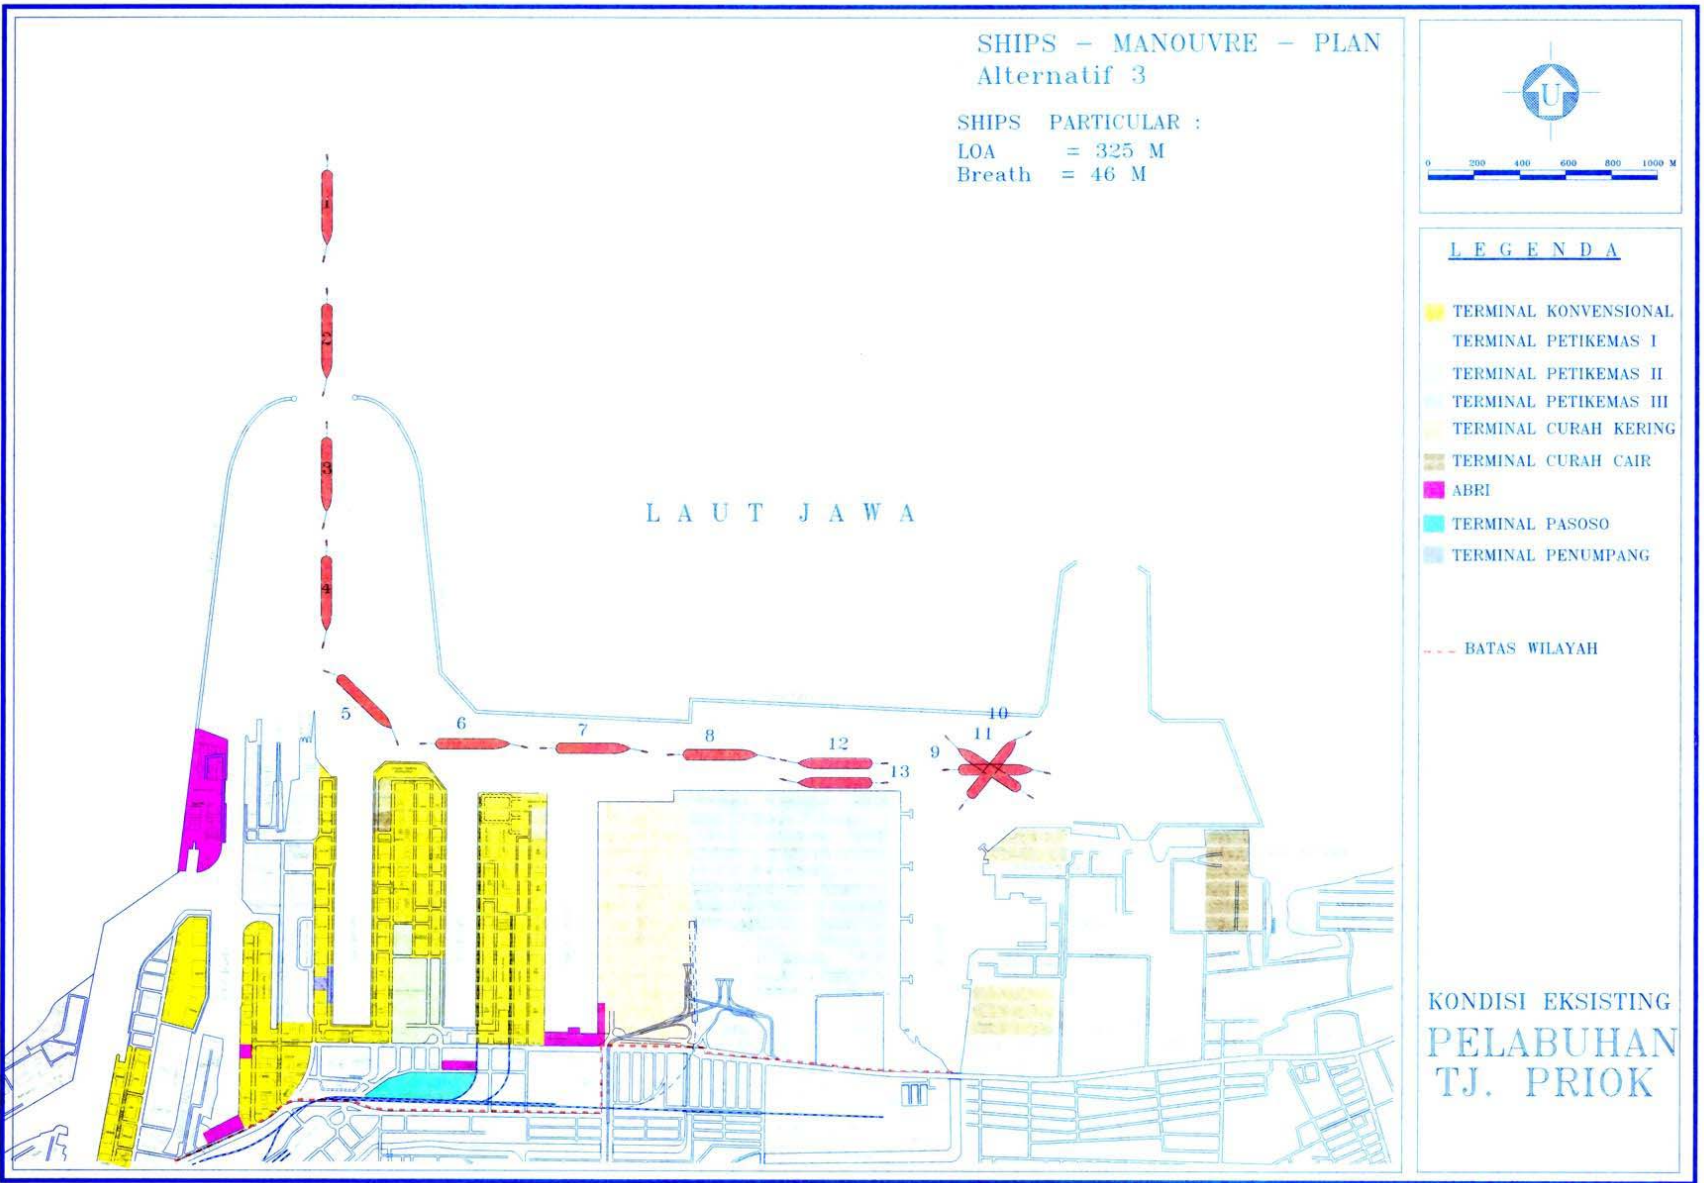 SHIPS - MANOUVRE - PLAN
Alternatif 3
SHIPS PARTICULAR :
LOA = 325 M
Breath = 46 M
U
0 200 400 600 800 1000 M
L E G E N D A
TERMINAL KONVENSIONAL
TERMINAL PETIKEMAS I
TERMINAL PETIKEMAS II
TERMINAL PETIKEMAS III
TERMINAL CURAH KERING
TERMINAL CURAH CAIR
ABRI
TERMINAL PASOSO
TERMINAL PENUMPANG
BATAS WILAYAH
1
2
3
4
L A U T J A W A
5
6
7
8
12
13
9
10
11
KONDISI EKSISTING
PELABUHAN
TJ. PRIOK